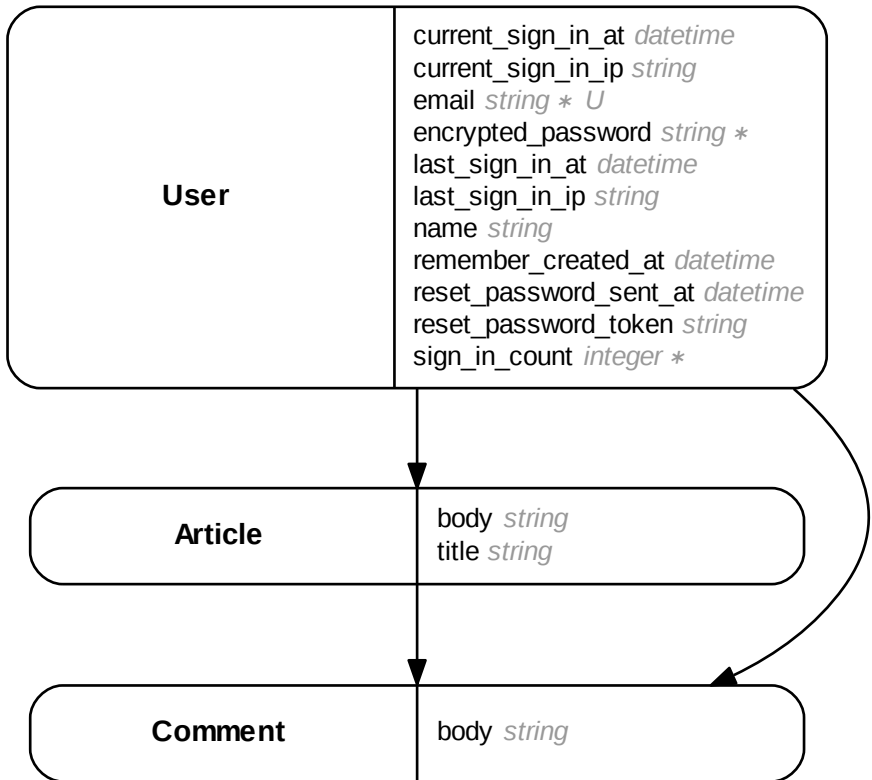 User
current_sign_in_at datetime
current_sign_in_ip string
email string ∗ U
encrypted_password string ∗
last_sign_in_at datetime
last_sign_in_ip string
name string
remember_created_at datetime
reset_password_sent_at datetime
reset_password_token string
sign_in_count integer ∗
Article
body string
title string
Comment
body string